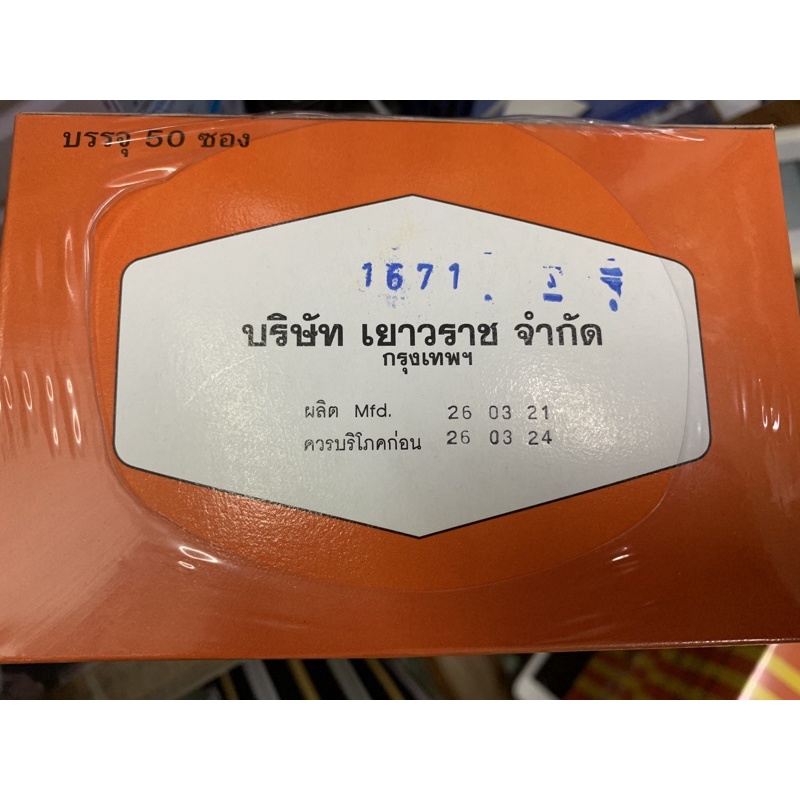 บรรจุ 50 ซอง
1671
บริษัท เยาวราช จำกัด
กรุงเทพฯ
ผลิต Mfd. 26 03 21
ควรบริโภคก่อน 26 03 24